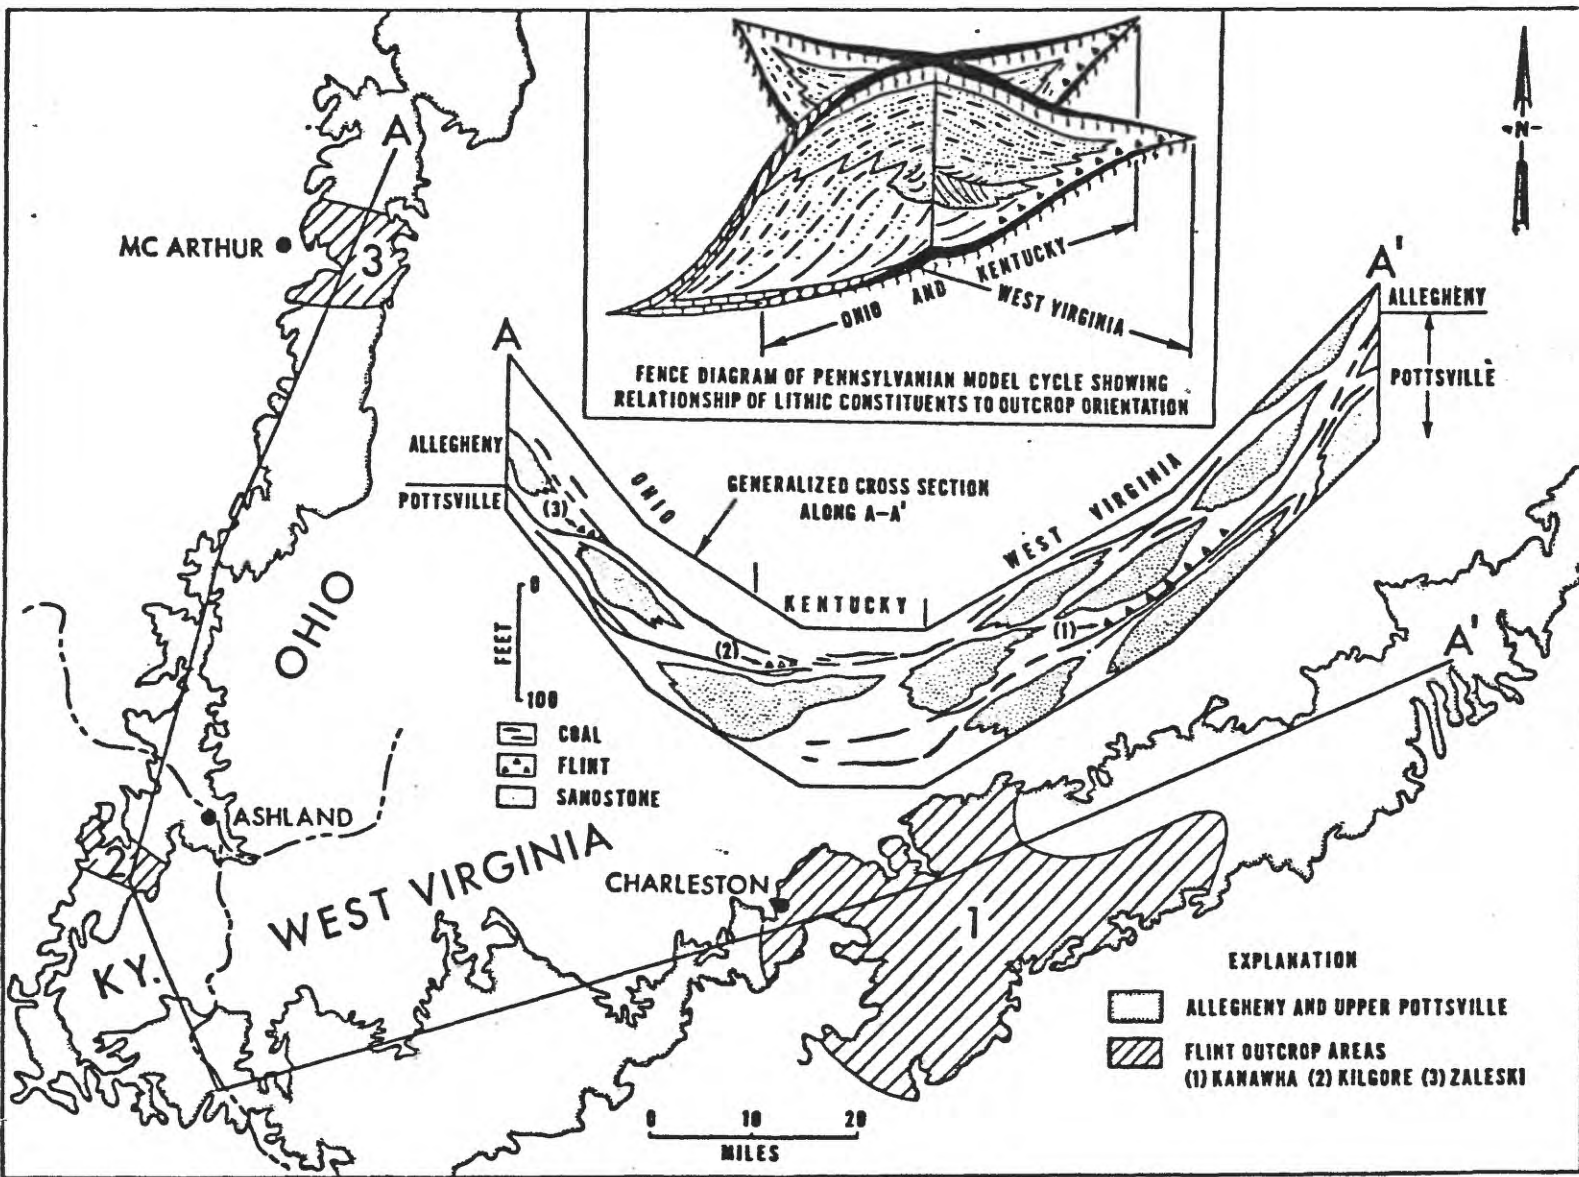 A
MC ARTHUR
3
OHIO
ASHLAND
2
KY.
WEST VIRGINIA
CHARLESTON
1
A'
N
OHIO AND KENTUCKY
WEST VIRGINIA
FENCE DIAGRAM OF PENNSYLVANIAN MODEL CYCLE SHOWING
RELATIONSHIP OF LITHIC CONSTITUENTS TO OUTCROP ORIENTATION
A
ALLEGHENY
POTTSVILLE
OHIO
GENERALIZED CROSS SECTION
ALONG A-A'
KENTUCKY
WEST VIRGINIA
A'
ALLEGHENY
POTTSVILLE
(3)
(2)
(1)
0
FEET
100
COAL
FLINT
SANDSTONE
EXPLANATION
ALLEGHENY AND UPPER POTTSVILLE
FLINT OUTCROP AREAS
(1) KANAWHA (2) KILGORE (3) ZALESKI
0 10 20
MILES